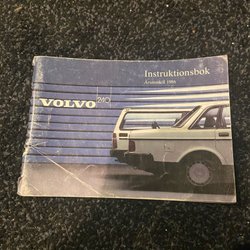 Instruktionsbok
Årsmodell 1986
VOLVO 240